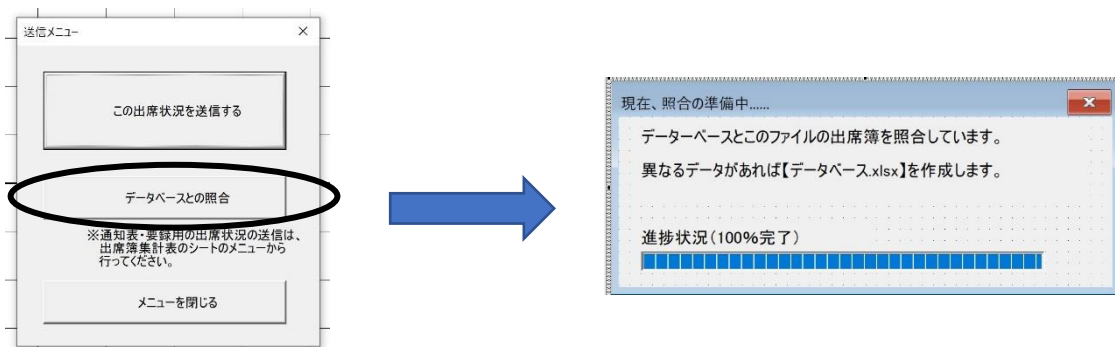 送信メニュー
この出席状況を送信する
データベースとの照合
※通知表・要録用の出席状況の送信は、
出席簿集計表のシートのメニューから
行ってください。
メニューを閉じる
現在、照合の準備中......
データーベースとこのファイルの出席簿を照合しています。
異なるデータがあれば【データベース.xlsx】を作成します。
進捗状況(100%完了)